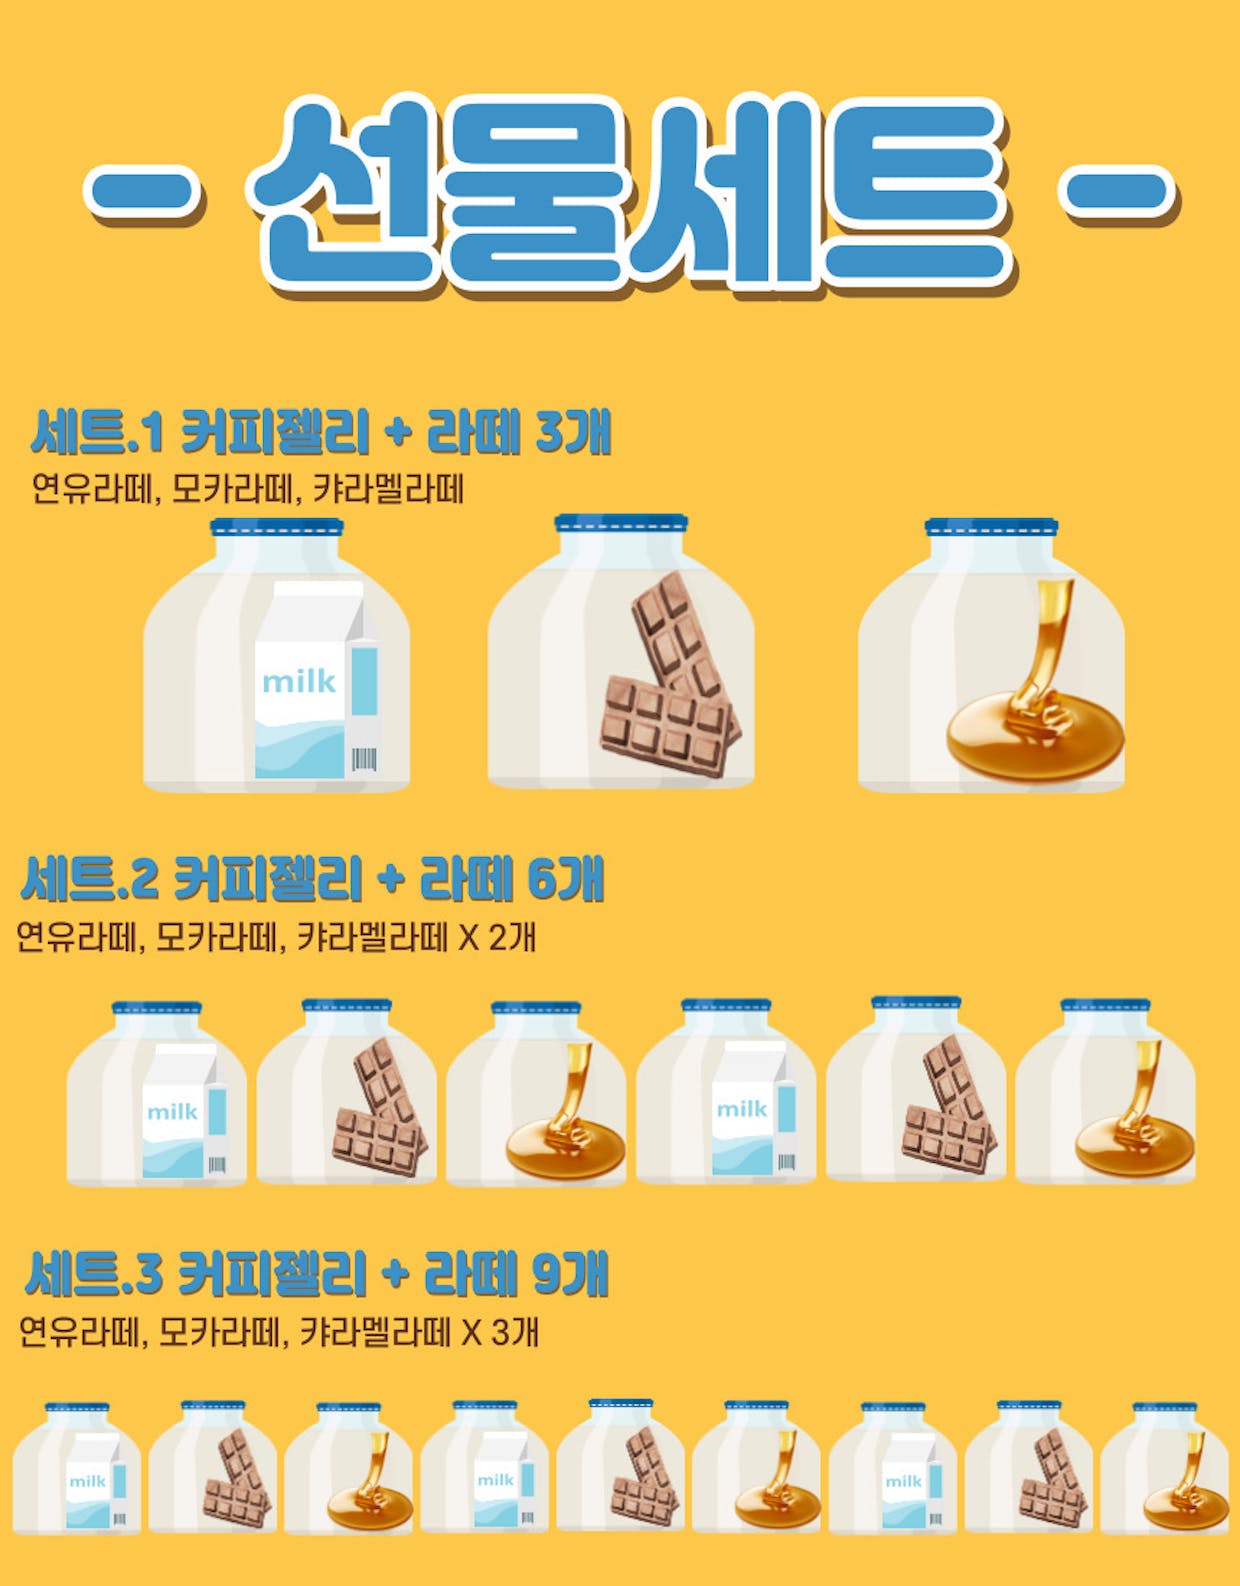 - 선물세트 -
세트.1 커피젤리 + 라떼 3개
연유라떼, 모카라떼, 캬라멜라떼
milk
세트.2 커피젤리 + 라떼 6개
연유라떼, 모카라떼, 캬라멜라떼 X 2개
milk milk
세트.3 커피젤리 + 라떼 9개
연유라떼, 모카라떼, 캬라멜라떼 X 3개
milk milk milk